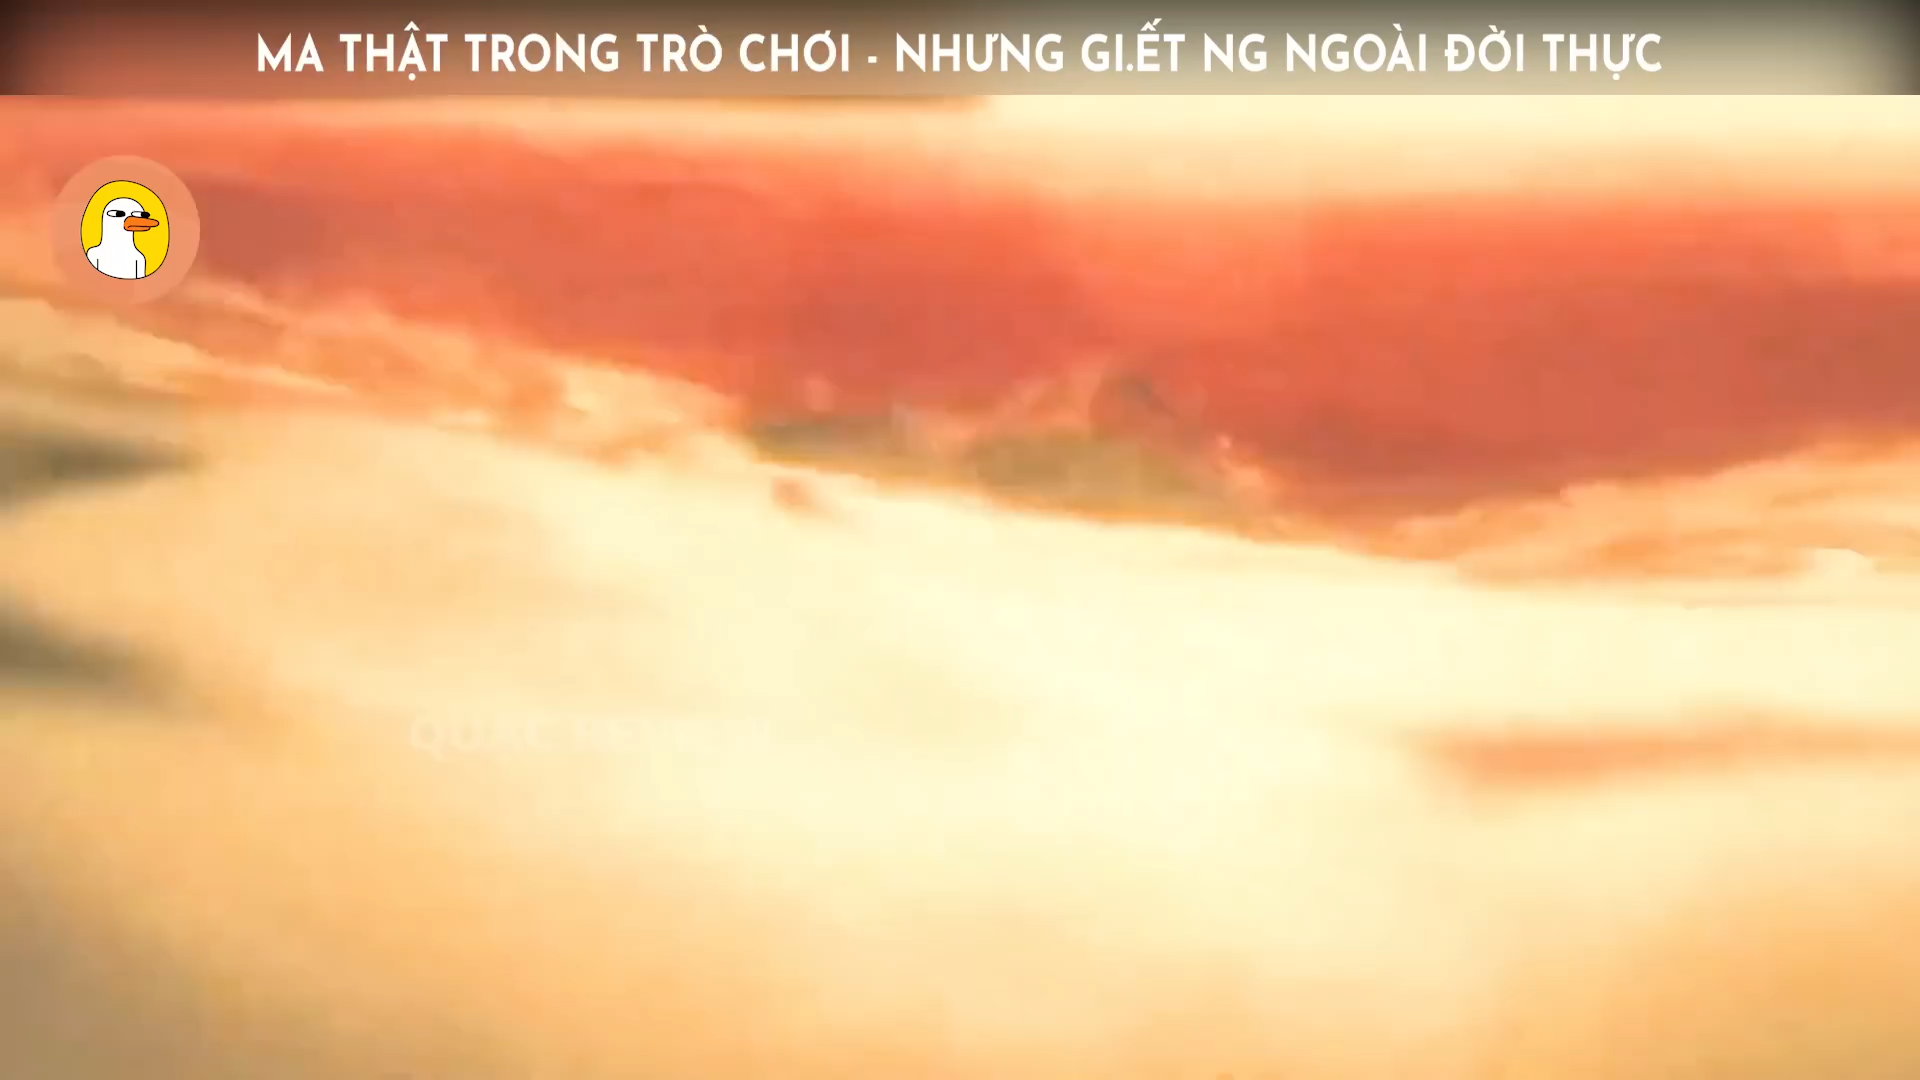 MA THẬT TRONG TRÒ CHƠI - NHƯNG GI.ẾT NG NGOÀI ĐỜI THỰC